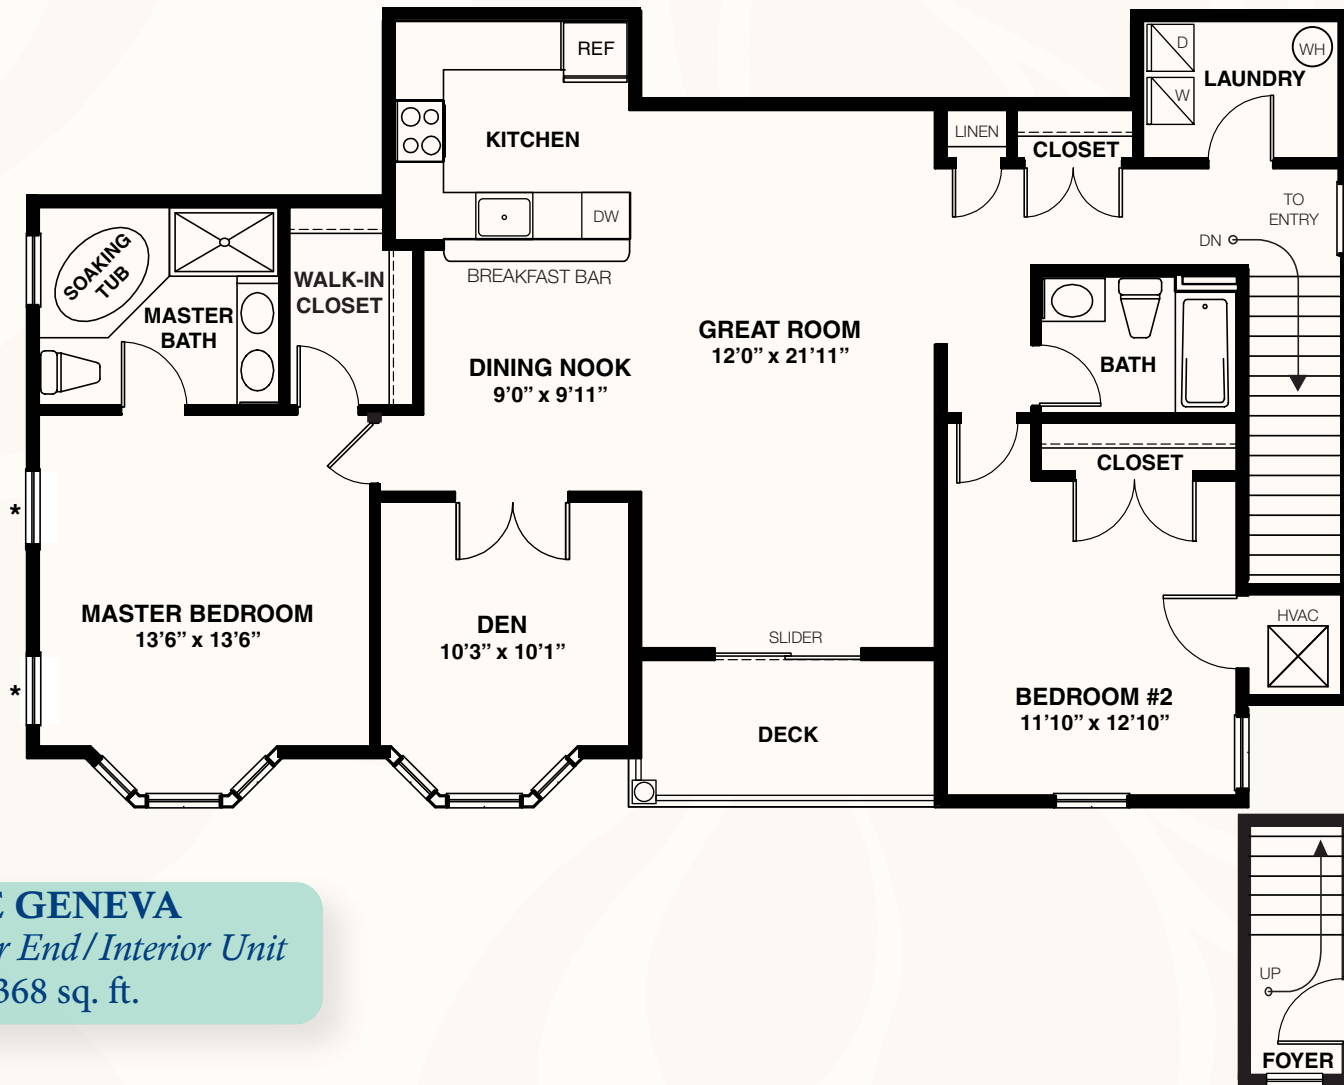 REF
KITCHEN
DW
BREAKFAST BAR
LINEN
CLOSET
D
W
WH
LAUNDRY
TO
ENTRY
DN
SOAKING
TUB
MASTER
BATH
WALK-IN
CLOSET
DINING NOOK
9'0” x 9'11”
GREAT ROOM
12'0” x 21'11”
BATH
CLOSET
*
MASTER BEDROOM
13'6” x 13'6”
*
DEN
10'3” x 10'1”
SLIDER
DECK
HVAC
BEDROOM #2
11'10” x 12'10”
UP
FOYER
GENEVA
End/Interior Unit
368 sq. ft.